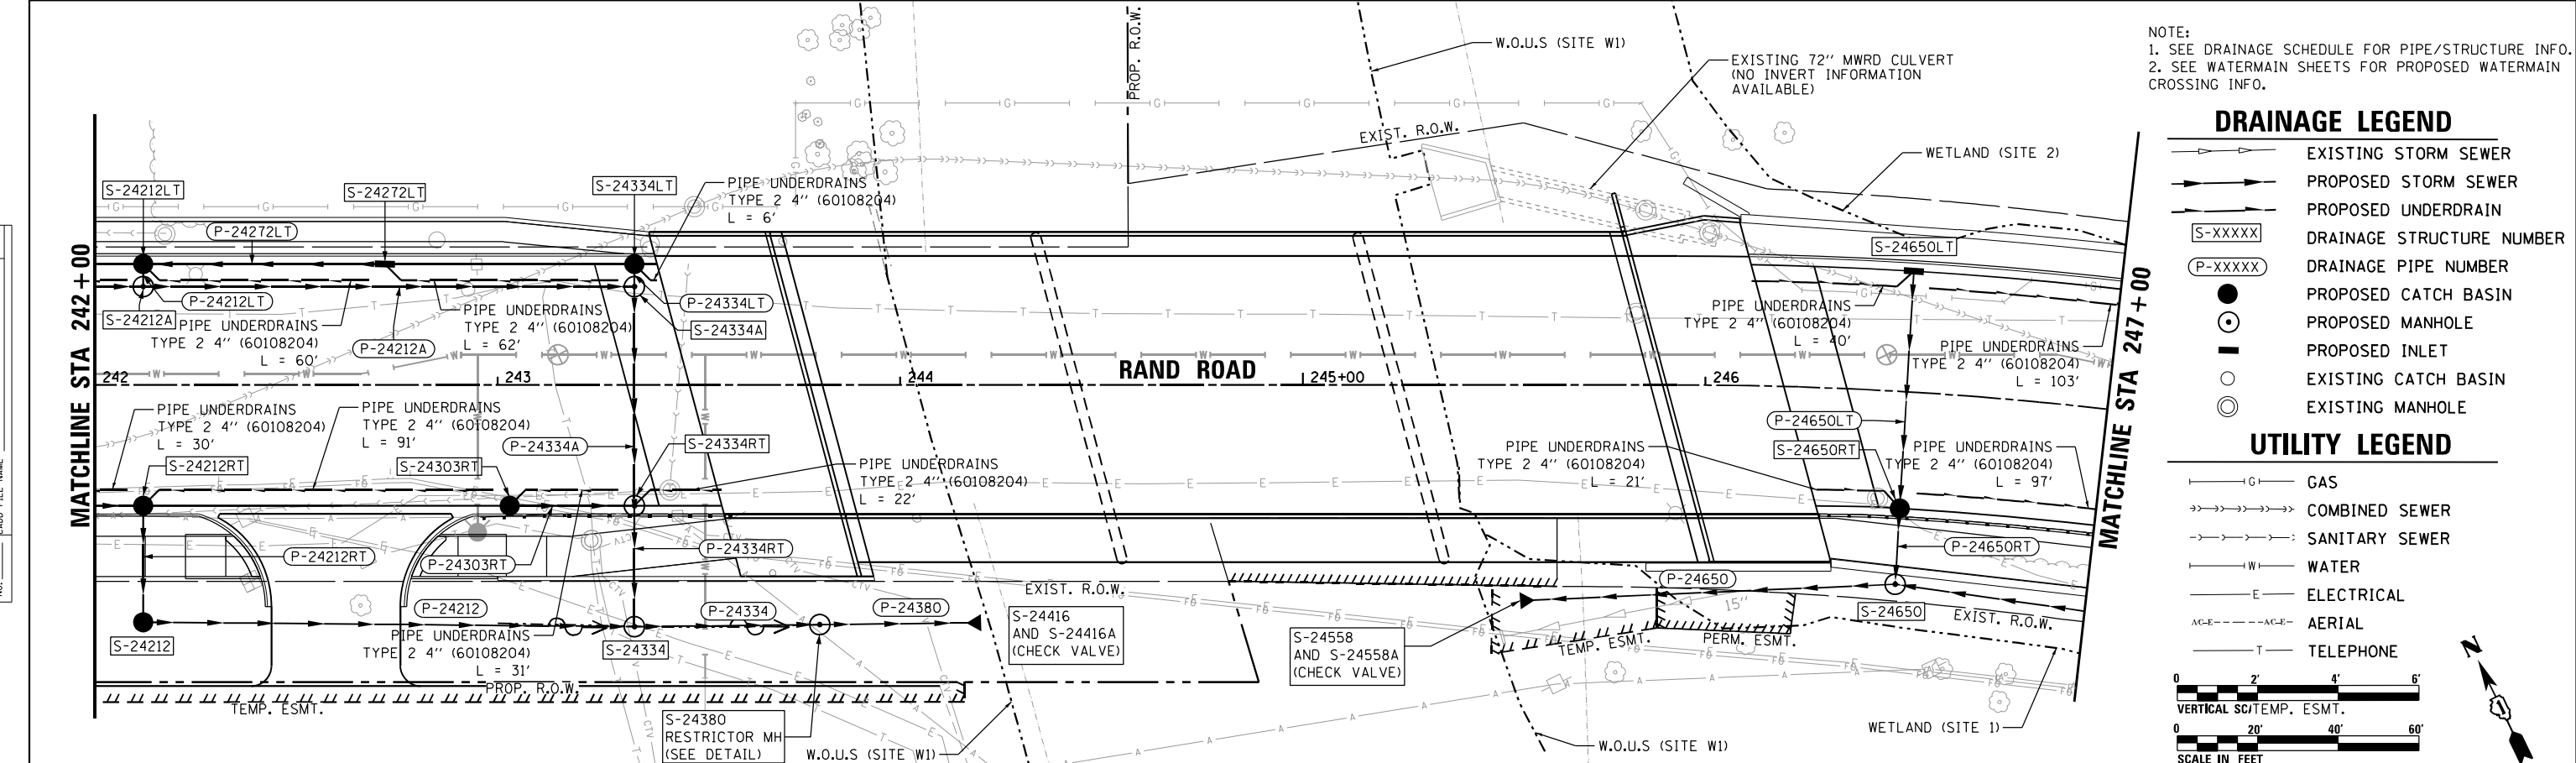 NOTE:
1. SEE DRAINAGE SCHEDULE FOR PIPE/STRUCTURE INFO.
2. SEE WATERMAIN SHEETS FOR PROPOSED WATERMAIN
CROSSING INFO.
DRAINAGE LEGEND
EXISTING STORM SEWER
PROPOSED STORM SEWER
PROPOSED UNDERDRAIN
S-XXXXX
DRAINAGE STRUCTURE NUMBER
P-XXXXX
DRAINAGE PIPE NUMBER
PROPOSED CATCH BASIN
PROPOSED MANHOLE
PROPOSED INLET
EXISTING CATCH BASIN
EXISTING MANHOLE
UTILITY LEGEND
G
GAS
COMBINED SEWER
SANITARY SEWER
W
WATER
E
ELECTRICAL
AERIAL
T
TELEPHONE
0 2' 4' 6'
VERTICAL SC
TEMP. ESMT.
0 20' 40' 60'
SCALE IN FEET
N
MATCHLINE STA 242+00
MATCHLINE STA 247+00
PROP. R.O.W.
W.O.U.S (SITE W1)
EXISTING 72" MWRD CULVERT
(NO INVERT INFORMATION
AVAILABLE)
EXIST. R.O.W.
WETLAND (SITE 2)
S-24212LT
S-24272LT
S-24334LT
PIPE UNDERDRAINS
TYPE 2 4" (60108204)
L = 6'
P-24272LT
S-24650LT
P-24212LT
P-24334LT
S-24212A
S-24334A
PIPE UNDERDRAINS
TYPE 2 4" (60108204)
L = 60'
P-24212A
PIPE UNDERDRAINS
TYPE 2 4" (60108204)
L = 62'
PIPE UNDERDRAINS
TYPE 2 4" (60108204)
L = 40'
PIPE UNDERDRAINS
TYPE 2 4" (60108204)
L = 103'
242
243
244
RAND ROAD
245+00
246
PIPE UNDERDRAINS
TYPE 2 4" (60108204)
L = 30'
PIPE UNDERDRAINS
TYPE 2 4" (60108204)
L = 91'
P-24334A
S-24334RT
P-24650LT
S-24650RT
S-24212RT
S-24303RT
PIPE UNDERDRAINS
TYPE 2 4" (60108204)
L = 22'
PIPE UNDERDRAINS
TYPE 2 4" (60108204)
L = 21'
PIPE UNDERDRAINS
TYPE 2 4" (60108204)
L = 97'
P-24212RT
P-24303RT
P-24334RT
P-24650RT
P-24650
EXIST. R.O.W.
P-24212
P-24334
P-24380
S-24416
AND S-24416A
(CHECK VALVE)
15"
S-24650
EXIST. R.O.W.
S-24212
PIPE UNDERDRAINS
TYPE 2 4" (60108204)
L = 31'
S-24334
S-24558
AND S-24558A
(CHECK VALVE)
TEMP. ESMT.
PERM. ESMT.
PROP. R.O.W.
TEMP. ESMT.
S-24380
RESTRICTOR MH
(SEE DETAIL)
W.O.U.S (SITE W1)
W.O.U.S (SITE W1)
WETLAND (SITE 1)